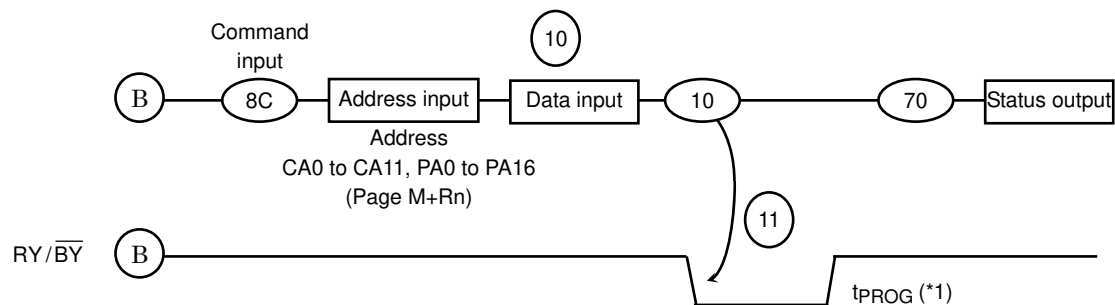 Command
input
10
B
8C
Address input
Data input
10
70
Status output
Address
CA0 to CA11, PA0 to PA16
(Page M+Rn)
11
RY/BY
B
tPROG (*1)